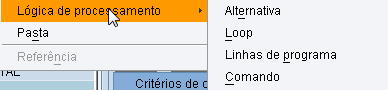 Lógica de processamento
Pasta
Referência
Critérios de
Alternativa
Loop
Linhas de programa
Comando